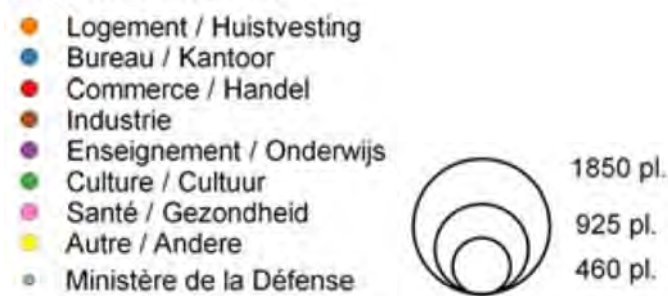 Logement / Huistvesting
Bureau / Kantoor
Commerce / Handel
Industrie
Enseignement / Onderwijs
Culture / Cultuur
Santé / Gezondheid
Autre / Andere
Ministère de la Défense
1850 pl.
925 pl.
460 pl.